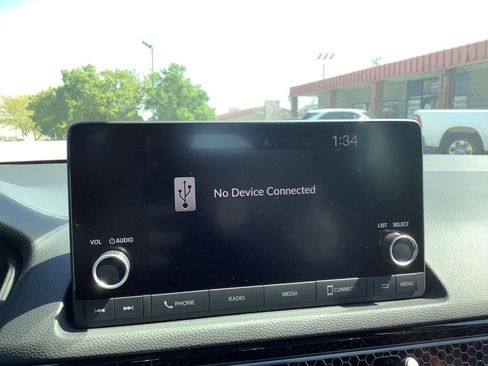 1:34
No Device Connected
VOL AUDIO
LIST SELECT
PHONE RADIO MEDIA CONNECT MENU